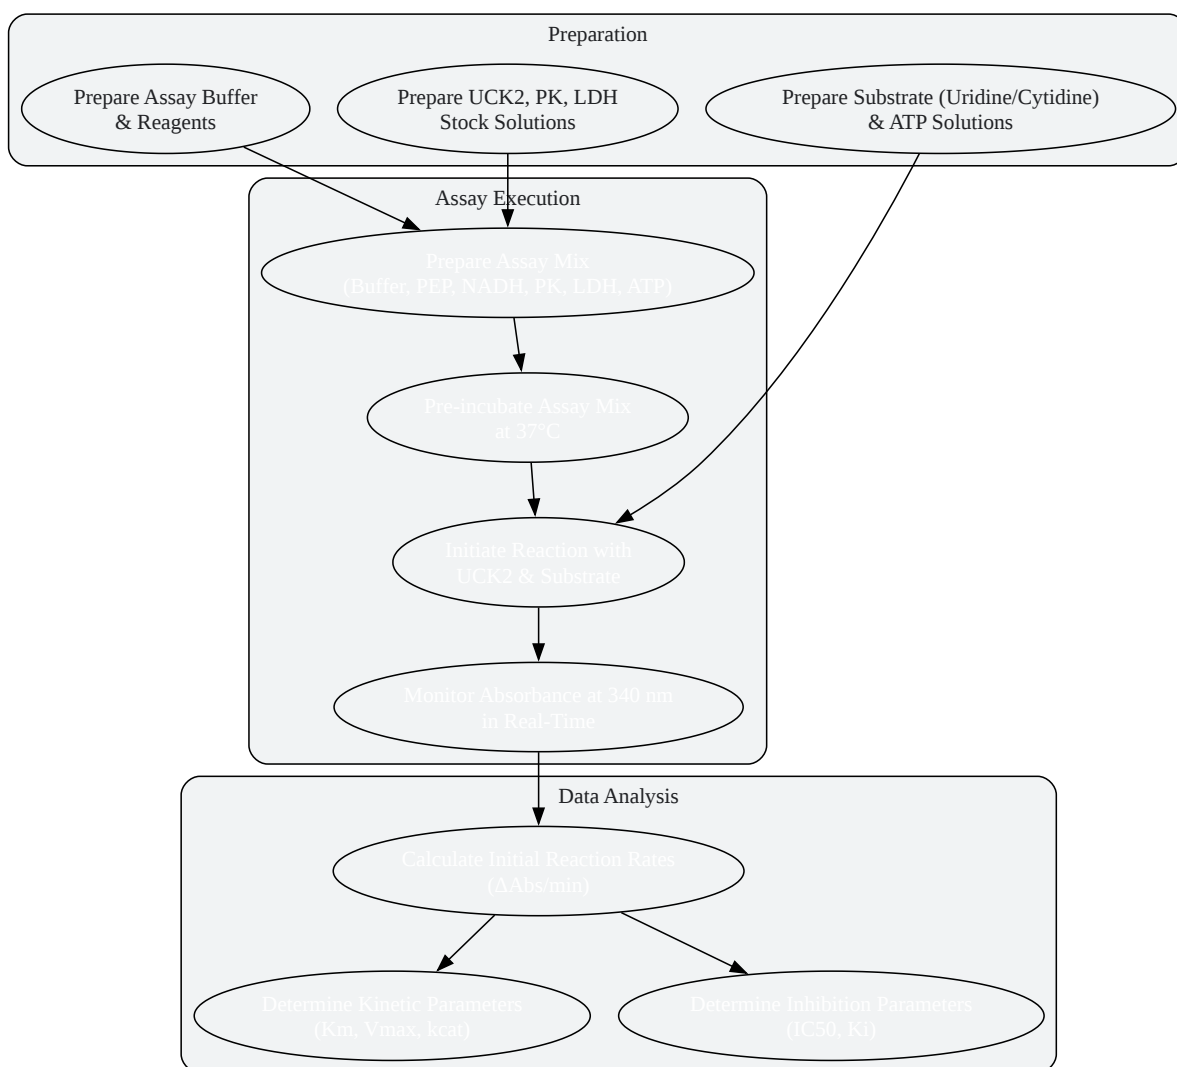 Preparation
Prepare Assay Buffer
& Reagents
Prepare UCK2, PK, LDH
Stock Solutions
Prepare Substrate (Uridine/Cytidine)
& ATP Solutions
Assay Execution
Prepare Assay Mix
(Buffer, PEP, NADH, PK, LDH, ATP)
Pre-incubate Assay Mix
at 37°C
Initiate Reaction with
UCK2 & Substrate
Monitor Absorbance at 340 nm
in Real-Time
Data Analysis
Calculate Initial Reaction Rates
(ΔAbs/min)
Determine Kinetic Parameters
(Km, Vmax, kcat)
Determine Inhibition Parameters
(IC50, Ki)